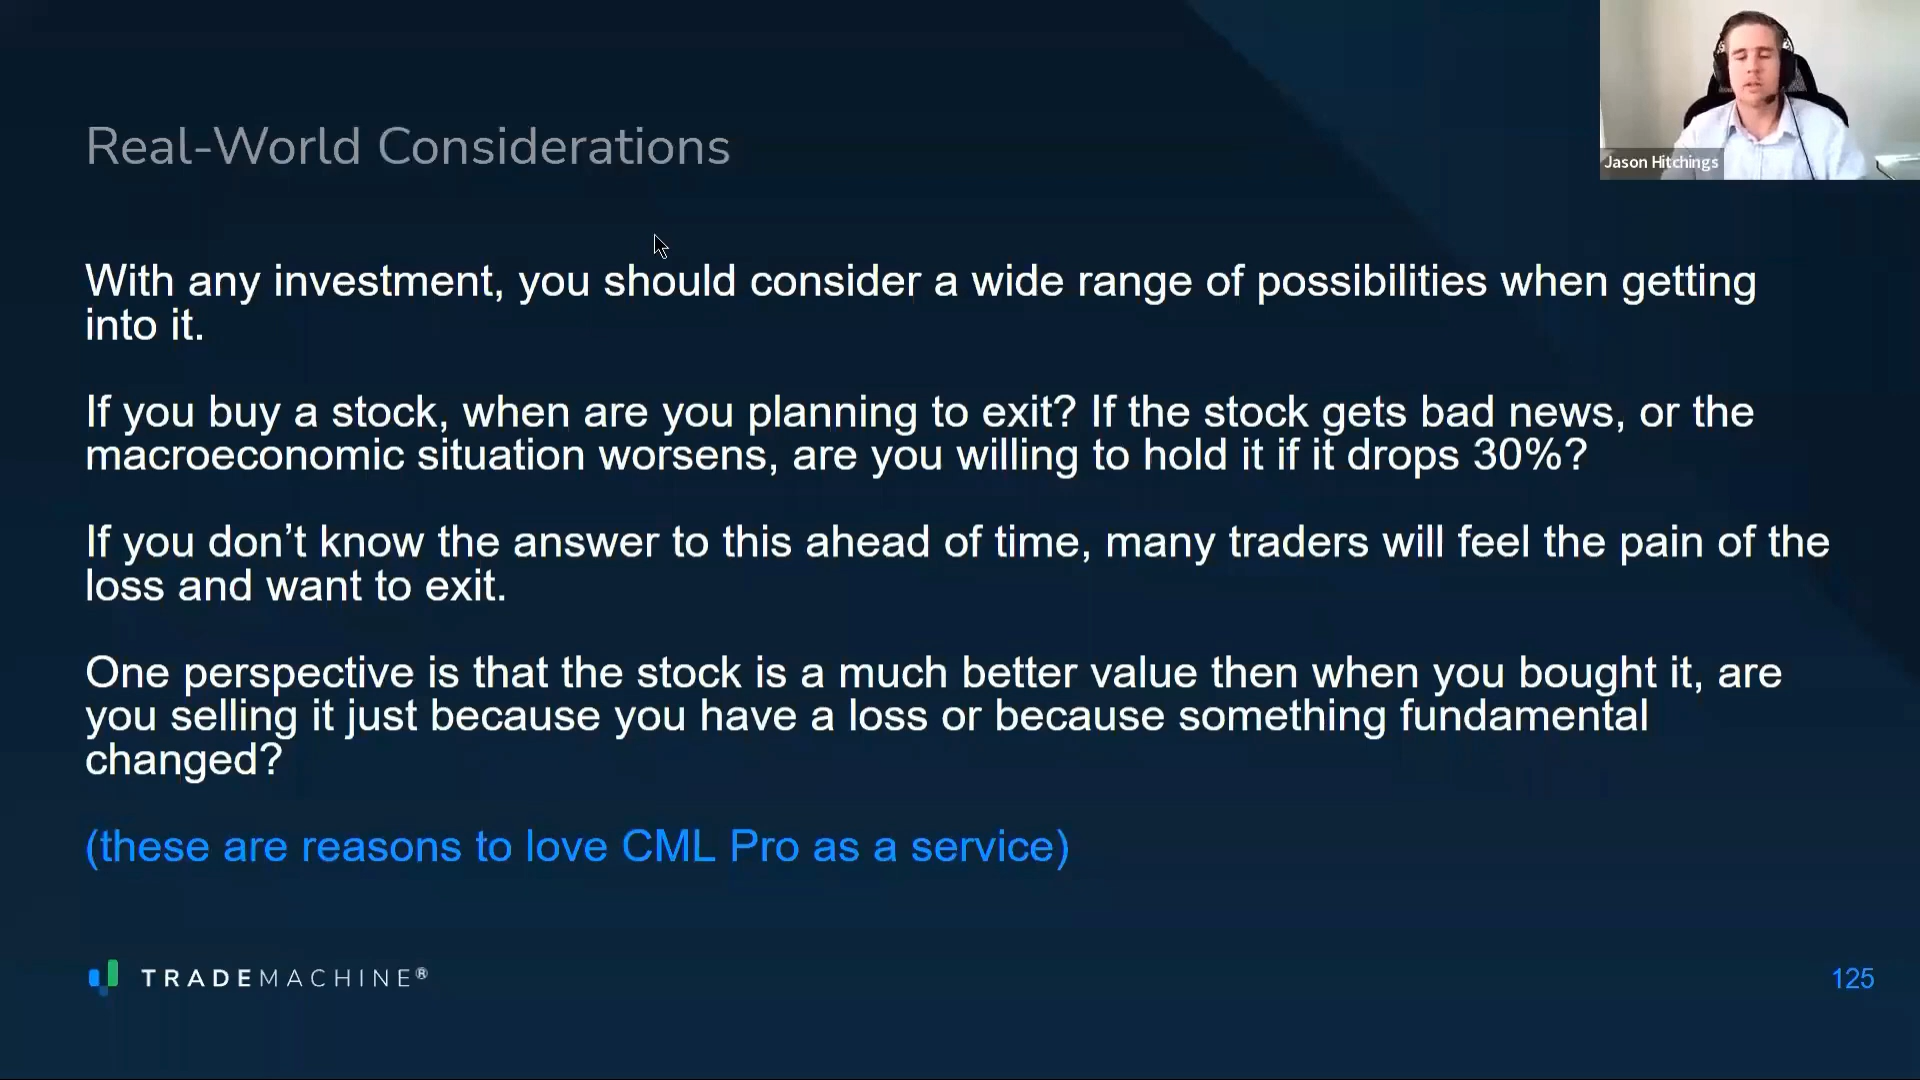 Jason Hitchings
Real-World Considerations
With any investment, you should consider a wide range of possibilities when getting
into it.
If you buy a stock, when are you planning to exit? If the stock gets bad news, or the
macroeconomic situation worsens, are you willing to hold it if it drops 30%?
If you don’t know the answer to this ahead of time, many traders will feel the pain of the
loss and want to exit.
One perspective is that the stock is a much better value then when you bought it, are
you selling it just because you have a loss or because something fundamental
changed?
(these are reasons to love CML Pro as a service)
TRADEMACHINE®
125